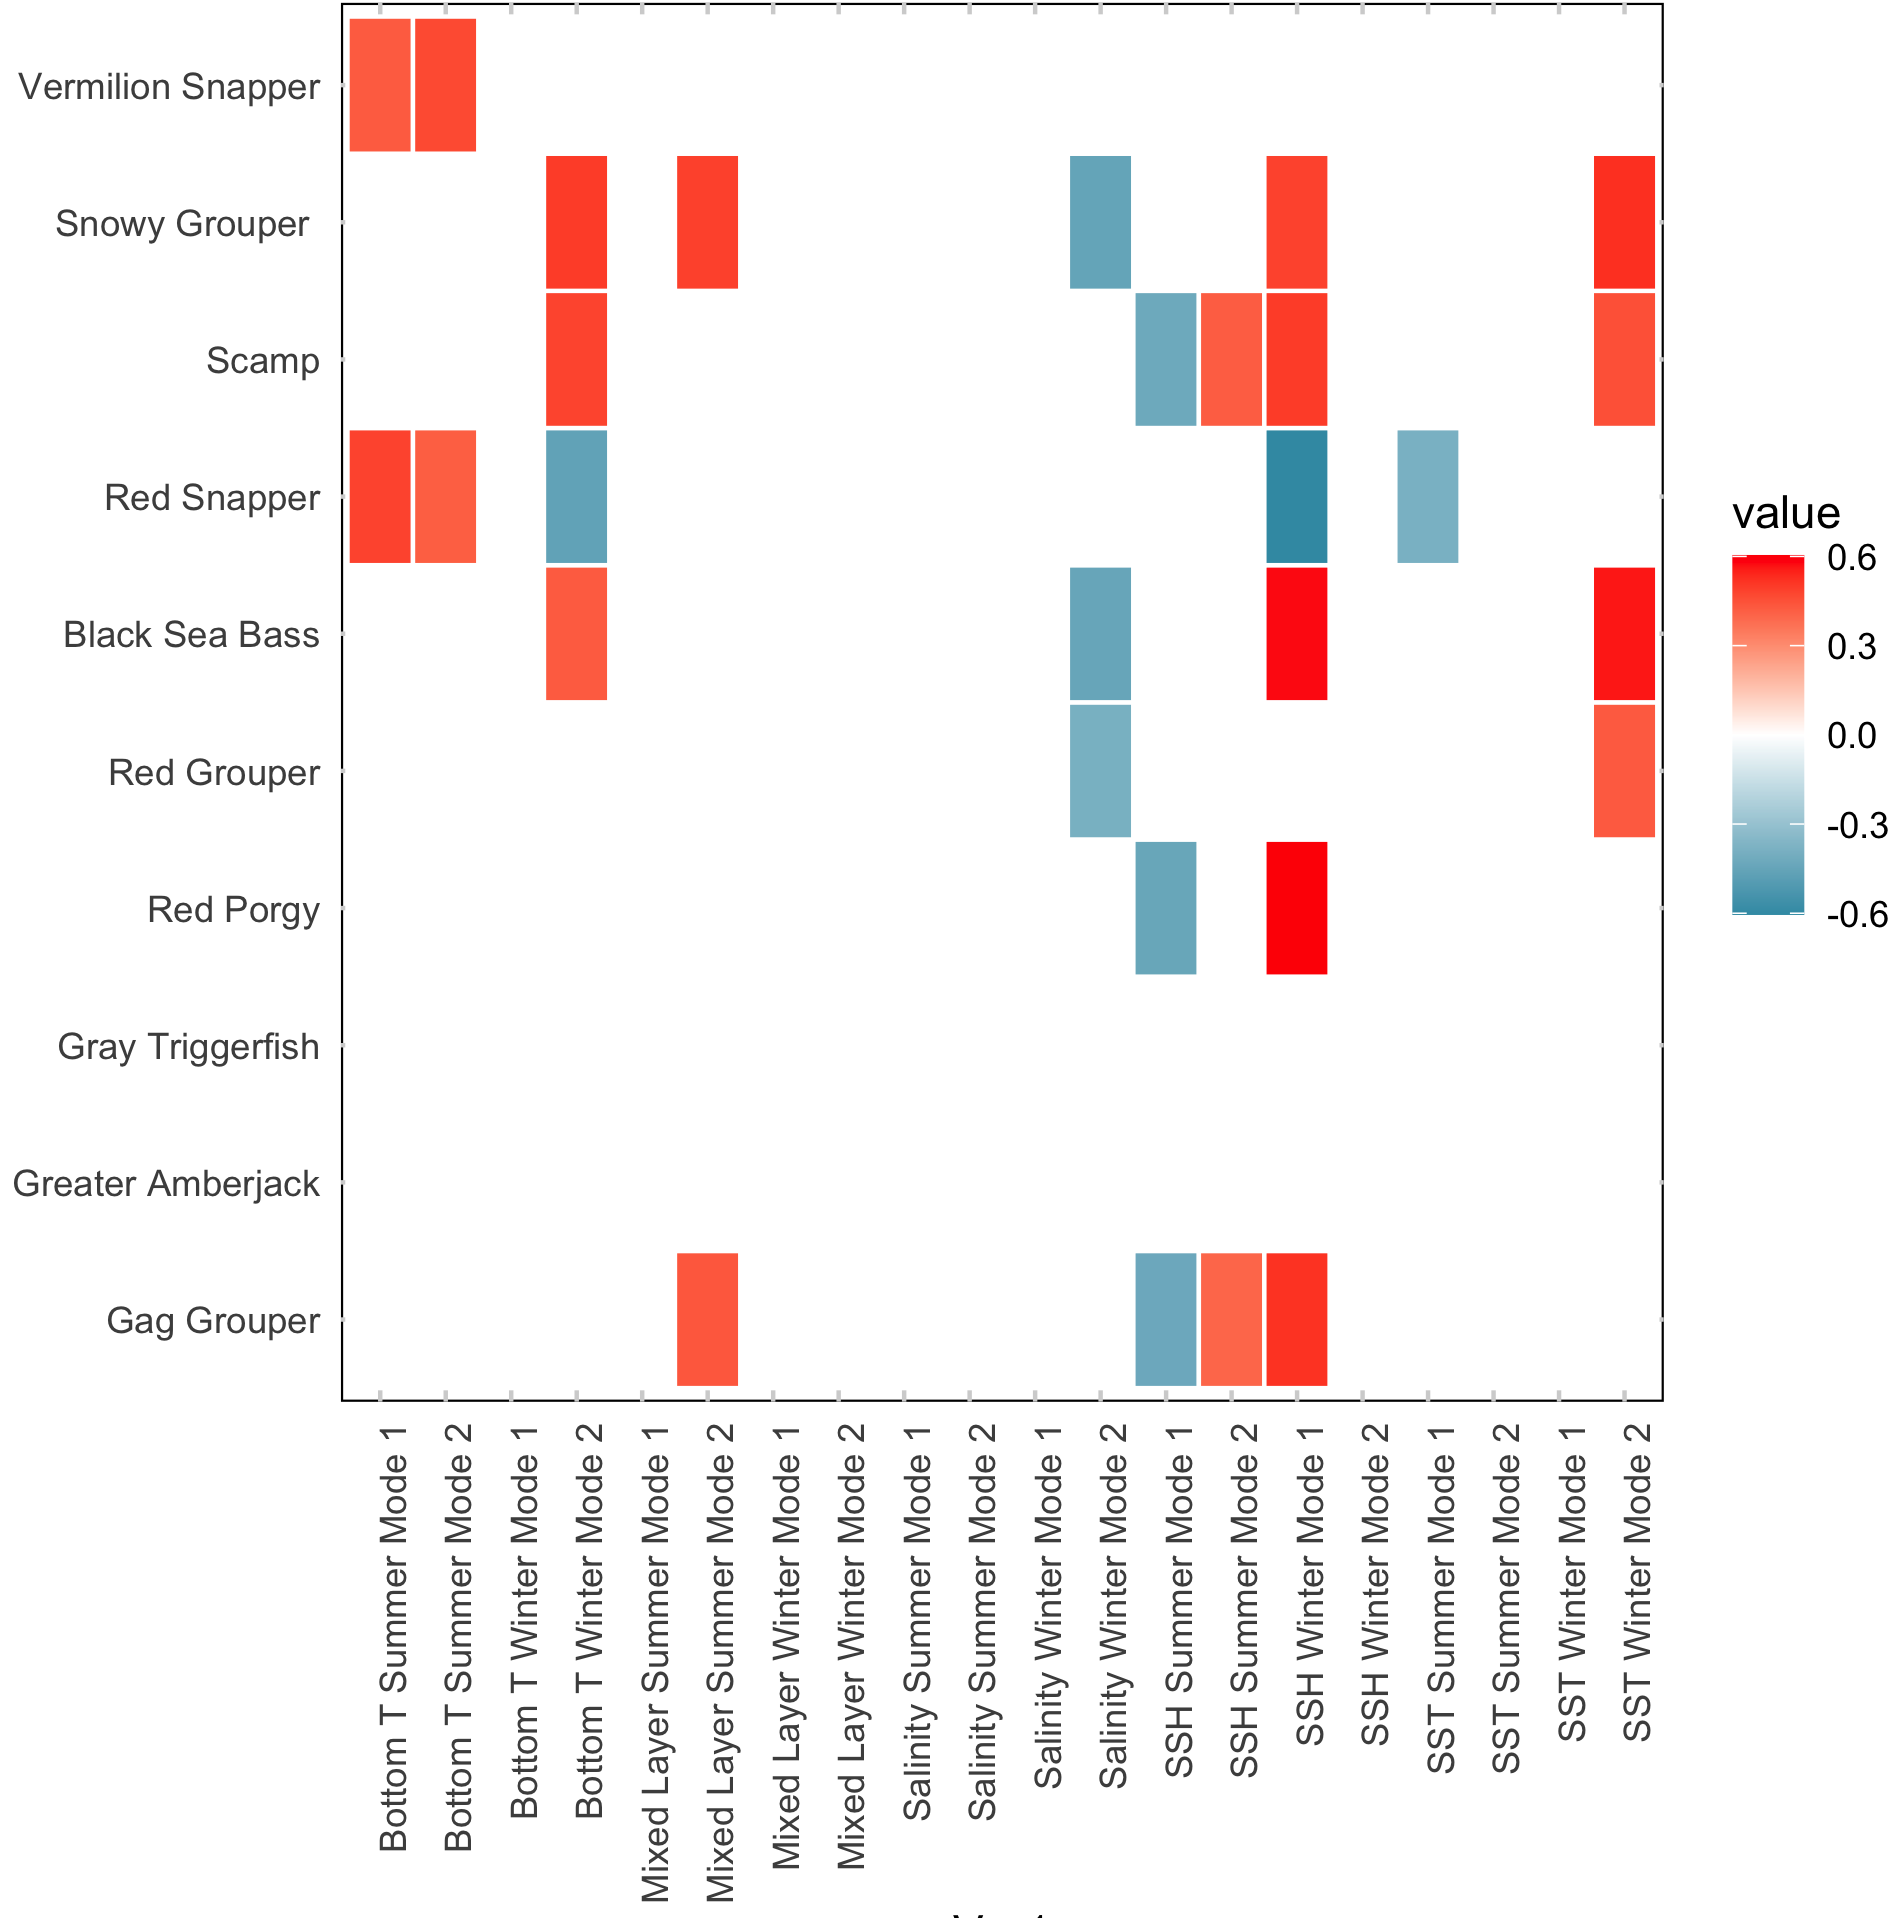 Vermilion Snapper
Snowy Grouper
Scamp
Red Snapper
Black Sea Bass
Red Grouper
Red Porgy
Gray Triggerfish
Greater Amberjack
Gag Grouper
Bottom T Summer Mode 1
Bottom T Summer Mode 2
Bottom T Winter Mode 1
Bottom T Winter Mode 2
Mixed Layer Summer Mode 1
Mixed Layer Summer Mode 2
Mixed Layer Winter Mode 1
Mixed Layer Winter Mode 2
Salinity Summer Mode 1
Salinity Summer Mode 2
Salinity Winter Mode 1
Salinity Winter Mode 2
SSH Summer Mode 1
SSH Summer Mode 2
SSH Winter Mode 1
SSH Winter Mode 2
SST Summer Mode 1
SST Summer Mode 2
SST Winter Mode 1
SST Winter Mode 2
value
0.6
0.3
0.0
-0.3
-0.6